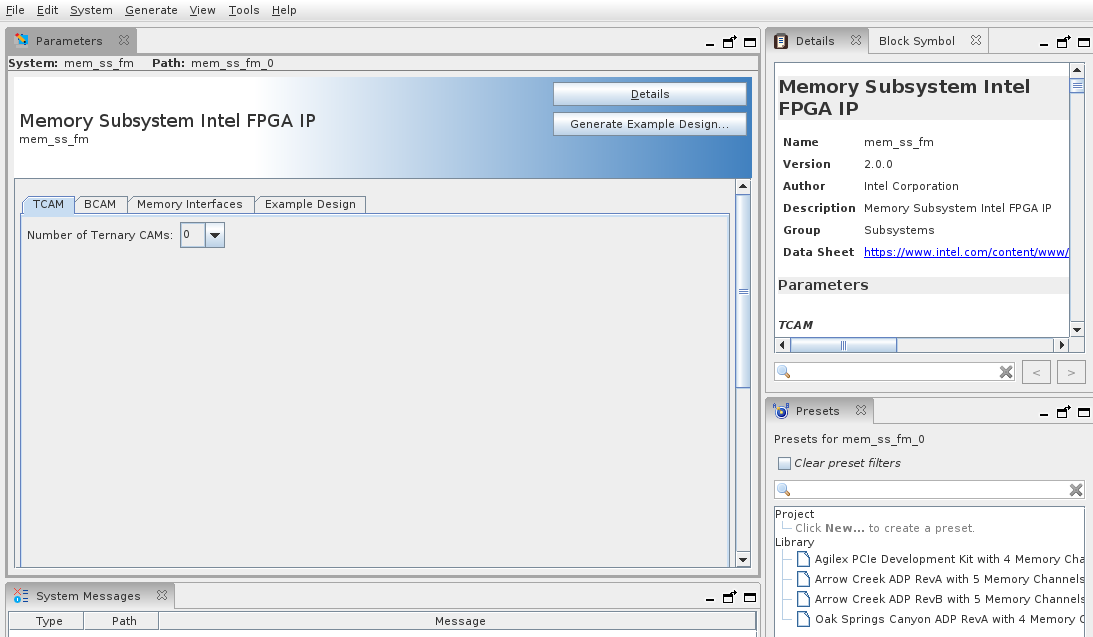 File Edit System Generate View Tools Help
Parameters
System: mem_ss_fm Path: mem_ss_fm_0
Memory Subsystem Intel FPGA IP
mem_ss_fm
Details
Generate Example Design...
TCAM BCAM Memory Interfaces Example Design
Number of Ternary CAMs: 0
System Messages
Type Path Message
Details Block Symbol
Memory Subsystem Intel
FPGA IP
Name mem_ss_fm
Version 2.0.0
Author Intel Corporation
Description Memory Subsystem Intel FPGA IP
Group Subsystems
Data Sheet https://www.intel.com/content/www/
Parameters
TCAM
< >
Presets
Presets for mem_ss_fm_0
Clear preset filters
Project
Click New... to create a preset.
Library
Agilex PCIe Development Kit with 4 Memory Cha
Arrow Creek ADP RevA with 5 Memory Channels
Arrow Creek ADP RevB with 5 Memory Channels
Oak Springs Canyon ADP RevA with 4 Memory C